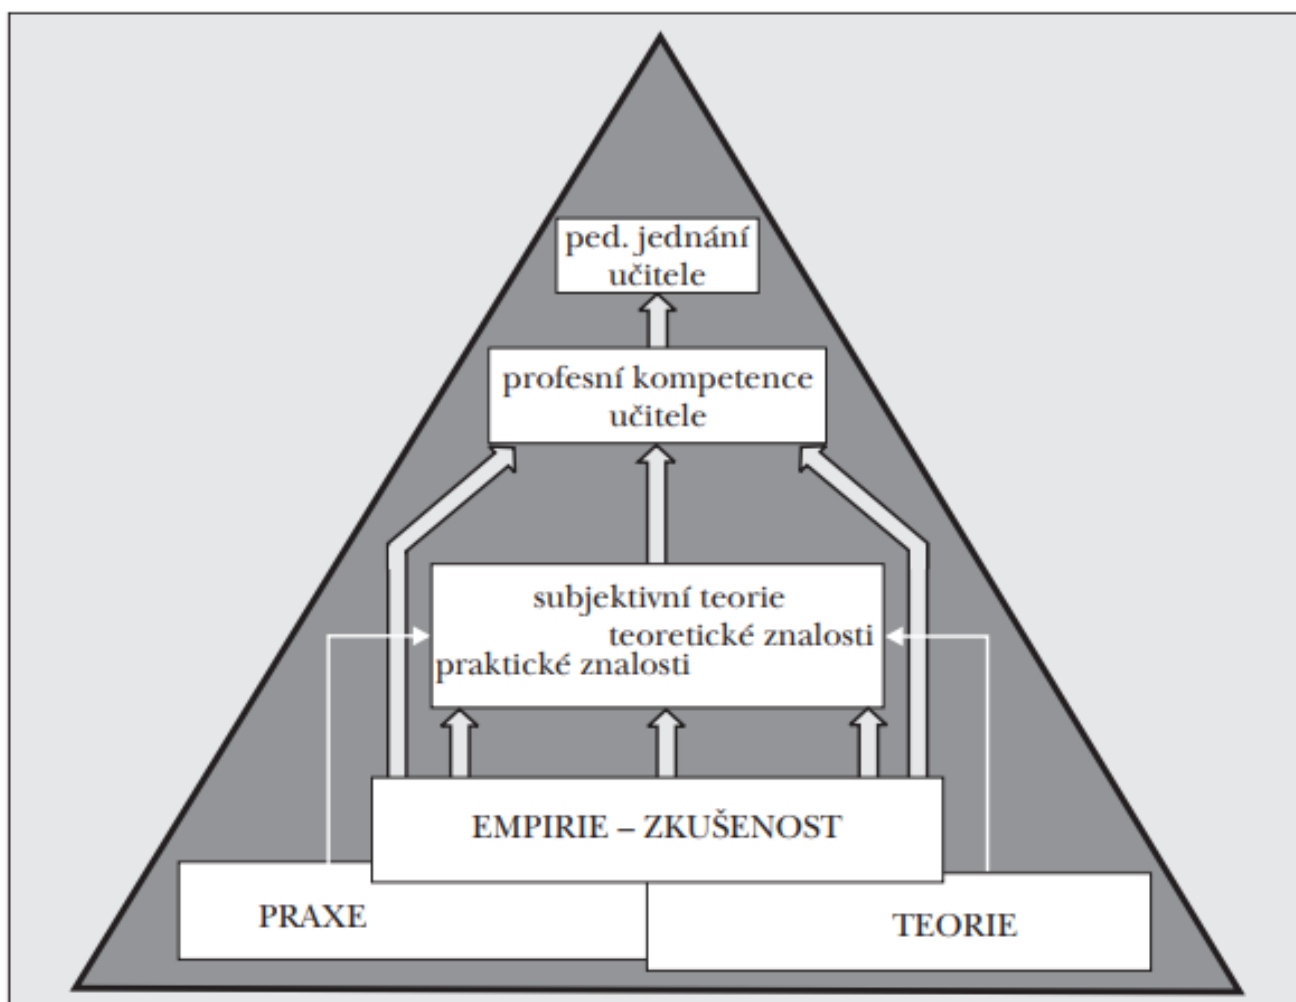 ped. jednání
učitele
profesní kompetence
učitele
subjektivní teorie
teoretické znalosti
praktické znalosti
EMPIRIE – ZKUŠENOST
PRAXE
TEORIE